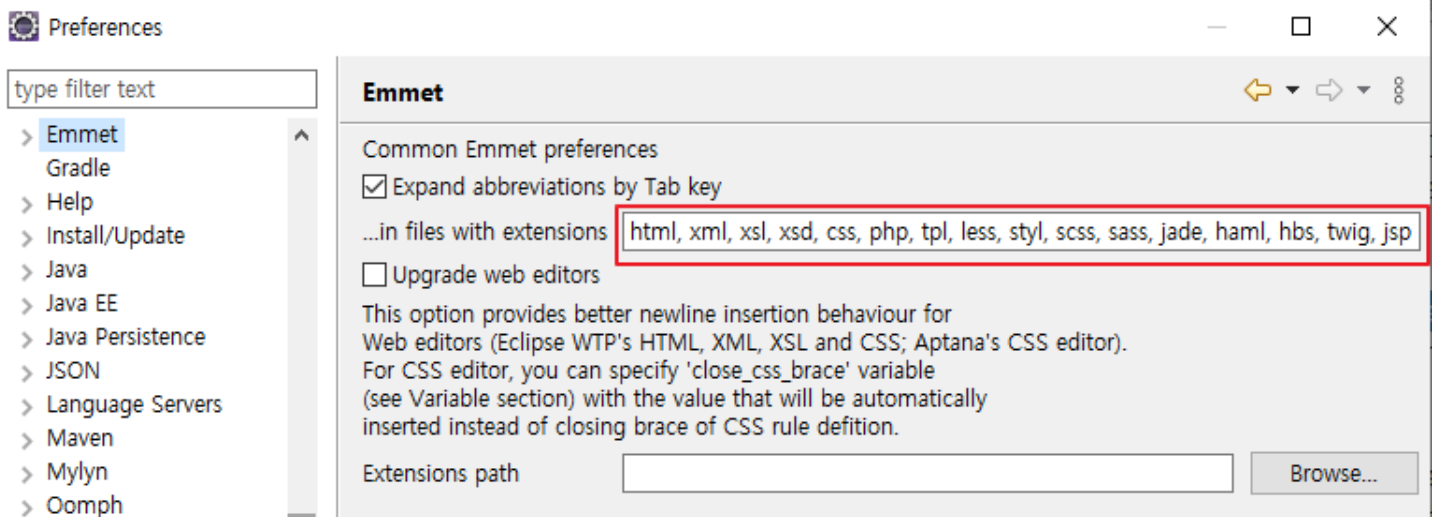 Preferences
type filter text
Emmet
Gradle
Help
Install/Update
Java
Java EE
Java Persistence
JSON
Language Servers
Maven
Mylyn
Oomph
Emmet
Common Emmet preferences
Expand abbreviations by Tab key
...in files with extensions
html, xml, xsl, xsd, css, php, tpl, less, styl, scss, sass, jade, haml, hbs, twig, jsp
Upgrade web editors
This option provides better newline insertion behaviour for
Web editors (Eclipse WTP's HTML, XML, XSL and CSS; Aptana's CSS editor).
For CSS editor, you can specify 'close_css_brace' variable
(see Variable section) with the value that will be automatically
inserted instead of closing brace of CSS rule defition.
Extensions path
Browse...